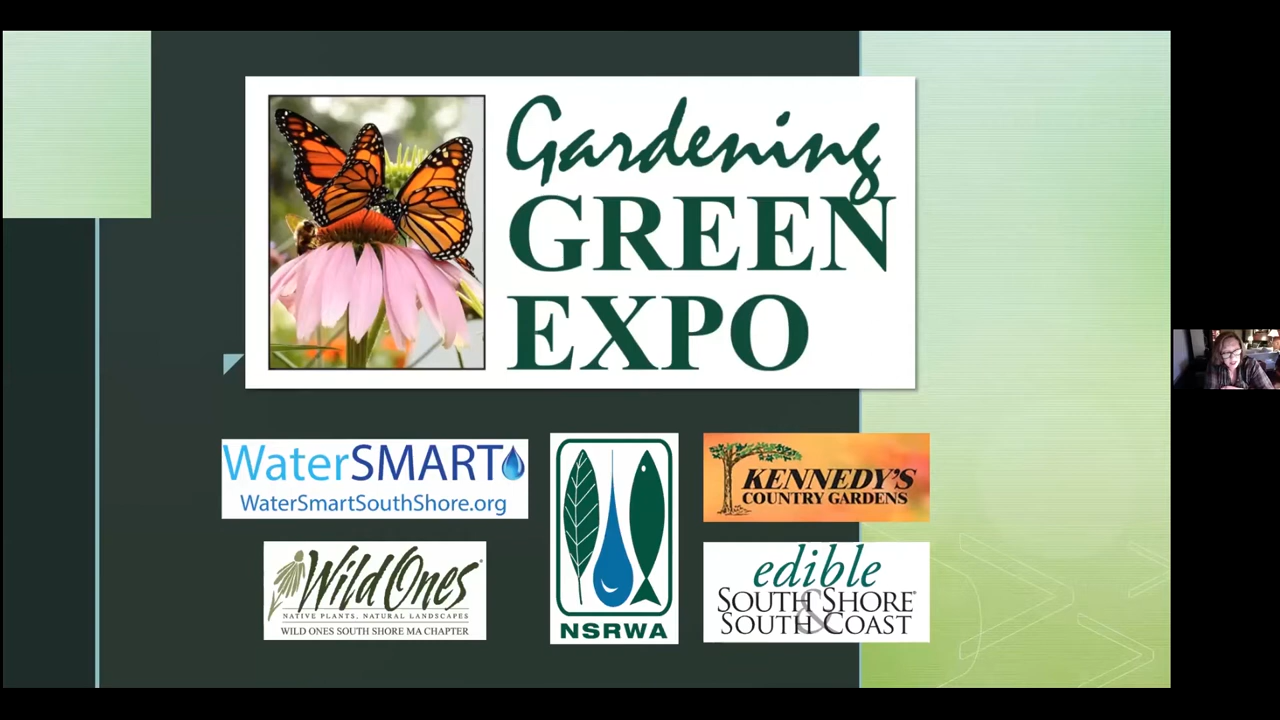 Gardening
GREEN
EXPO
WaterSMART
WaterSmartSouthShore.org
Wild Ones®
NATIVE PLANTS, NATURAL LANDSCAPES
WILD ONES SOUTH SHORE MA CHAPTER
NSRWA
KENNEDY'S
COUNTRY GARDENS
edible
SOUTH SHORE®
&
SOUTH COAST